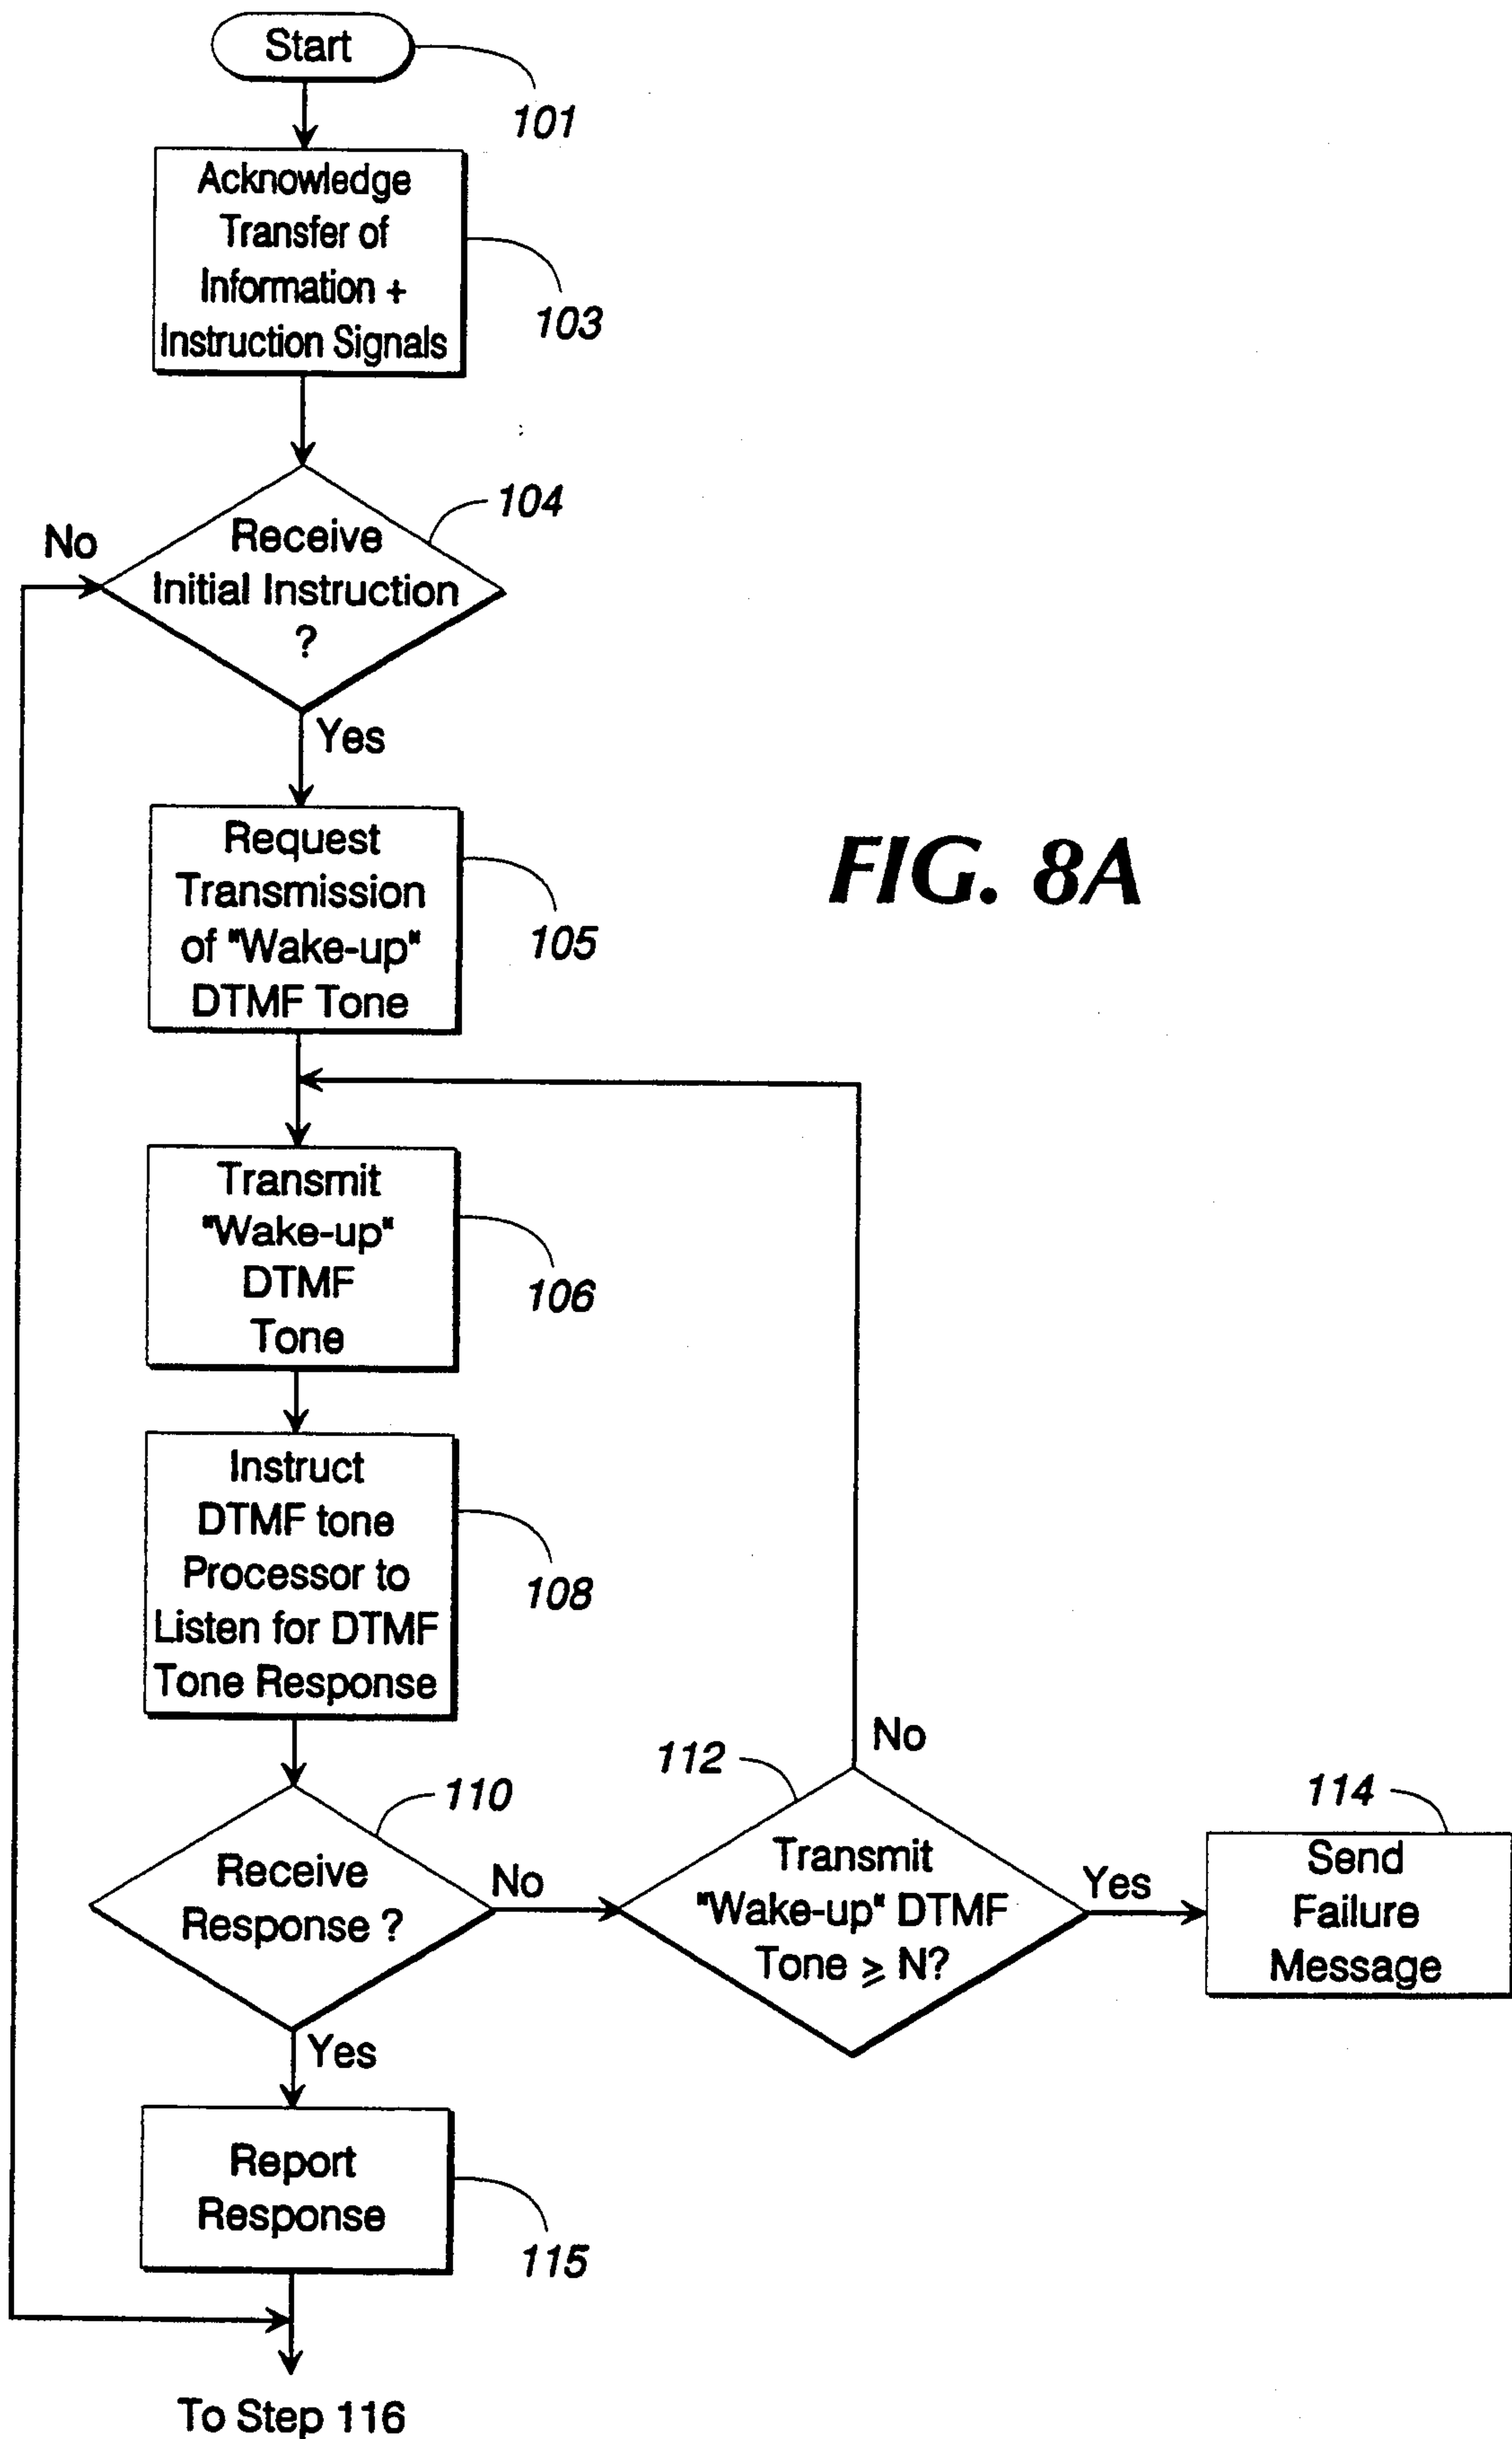 Start
101
Acknowledge
Transfer of
Information +
Instruction Signals
103
104
No
Receive
Initial Instruction
?
Yes
Request
Transmission
of "Wake-up"
DTMF Tone
105
FIG. 8A
Transmit
"Wake-up"
DTMF
Tone
106
Instruct
DTMF tone
Processor to
Listen for DTMF
Tone Response
108
110
Receive
Response ?
No
Yes
112
No
Transmit
"Wake-up" DTMF
Tone ≥ N?
Yes
114
Send
Failure
Message
Report
Response
115
To Step 116